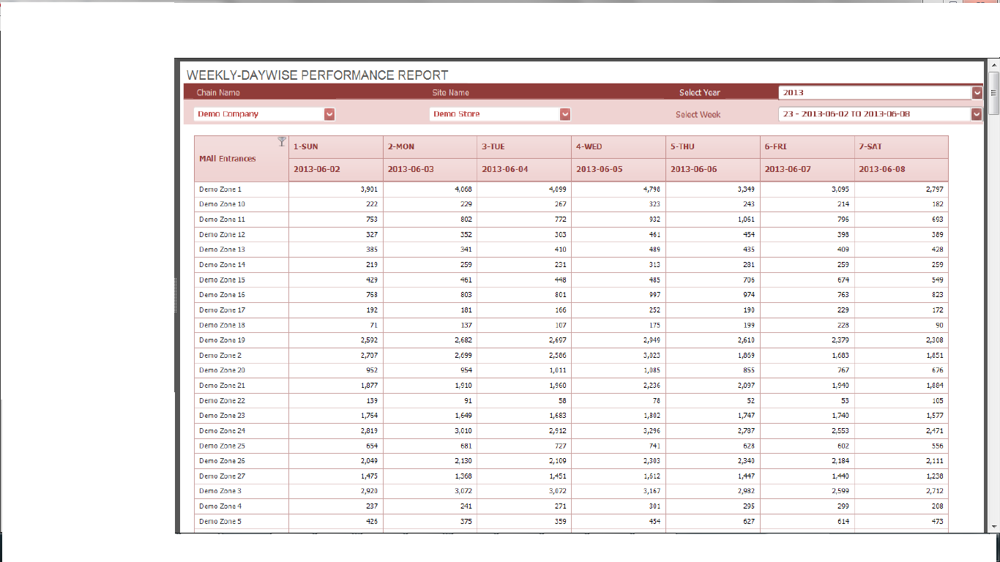 WEEKLY-DAYWISE PERFORMANCE REPORT
Chain Name Site Name Select Year 2013
Demo Company Demo Store Select Week 23 - 2013-06-02 TO 2013-06-08
MAll Entrances 1-SUN 2-MON 3-TUE 4-WED 5-THU 6-FRI 7-SAT
2013-06-02 2013-06-03 2013-06-04 2013-06-05 2013-06-06 2013-06-07 2013-06-08
Demo Zone 1 3,901 4,068 4,099 4,798 3,349 3,095 2,797
Demo Zone 10 222 229 267 323 243 214 182
Demo Zone 11 753 802 772 932 1,061 796 693
Demo Zone 12 327 352 303 461 454 398 389
Demo Zone 13 385 341 410 489 435 409 428
Demo Zone 14 219 259 231 313 281 259 259
Demo Zone 15 429 461 448 485 706 674 549
Demo Zone 16 768 803 801 997 974 763 823
Demo Zone 17 192 181 166 252 190 229 172
Demo Zone 18 71 137 107 175 199 228 90
Demo Zone 19 2,592 2,682 2,697 2,949 2,610 2,379 2,308
Demo Zone 2 2,707 2,699 2,586 3,023 1,869 1,683 1,851
Demo Zone 20 952 954 1,011 1,085 855 767 676
Demo Zone 21 1,877 1,910 1,960 2,236 2,097 1,940 1,884
Demo Zone 22 139 91 58 78 52 53 105
Demo Zone 23 1,764 1,649 1,683 1,802 1,747 1,740 1,577
Demo Zone 24 2,819 3,010 2,912 3,296 2,787 2,553 2,471
Demo Zone 25 654 681 727 741 628 602 556
Demo Zone 26 2,049 2,130 2,109 2,303 2,340 2,184 2,111
Demo Zone 27 1,475 1,368 1,451 1,612 1,447 1,440 1,238
Demo Zone 3 2,920 3,072 3,072 3,167 2,982 2,599 2,712
Demo Zone 4 237 241 271 301 295 299 208
Demo Zone 5 426 375 359 454 627 614 473